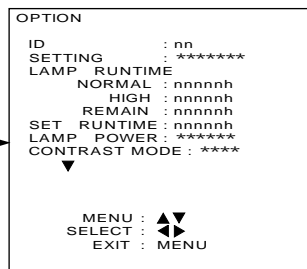 OPTION
ID : nn
SETTING : *******
LAMP RUNTIME
NORMAL : nnnnnh
HIGH : nnnnnh
REMAIN : nnnnnh
SET RUNTIME : nnnnnh
LAMP POWER : ******
CONTRAST MODE : ****
▼
MENU : ▲▼
SELECT : ◀▶
EXIT : MENU